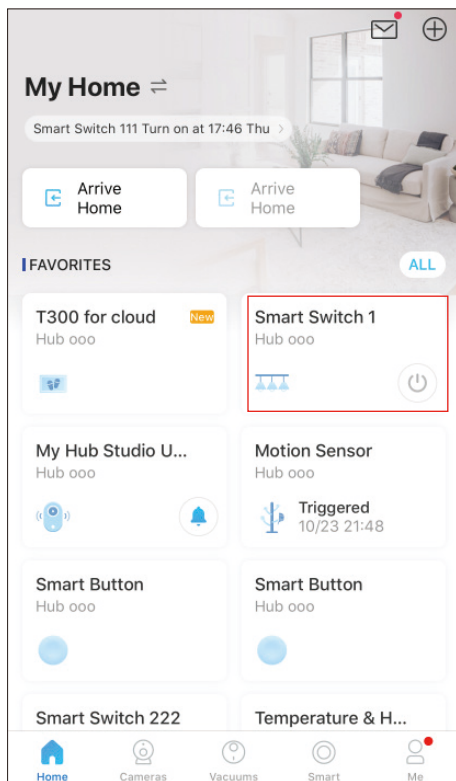 My Home
Smart Switch 111 Turn on at 17:46 Thu
Arrive
Home
Arrive
Home
FAVORITES
ALL
T300 for cloud
New
Hub ooo
Smart Switch 1
Hub ooo
My Hub Studio U...
Hub ooo
Motion Sensor
Hub ooo
Triggered
10/23 21:48
Smart Button
Hub ooo
Smart Button
Hub ooo
Smart Switch 222
Temperature & H...
Home
Cameras
Vacuums
Smart
Me